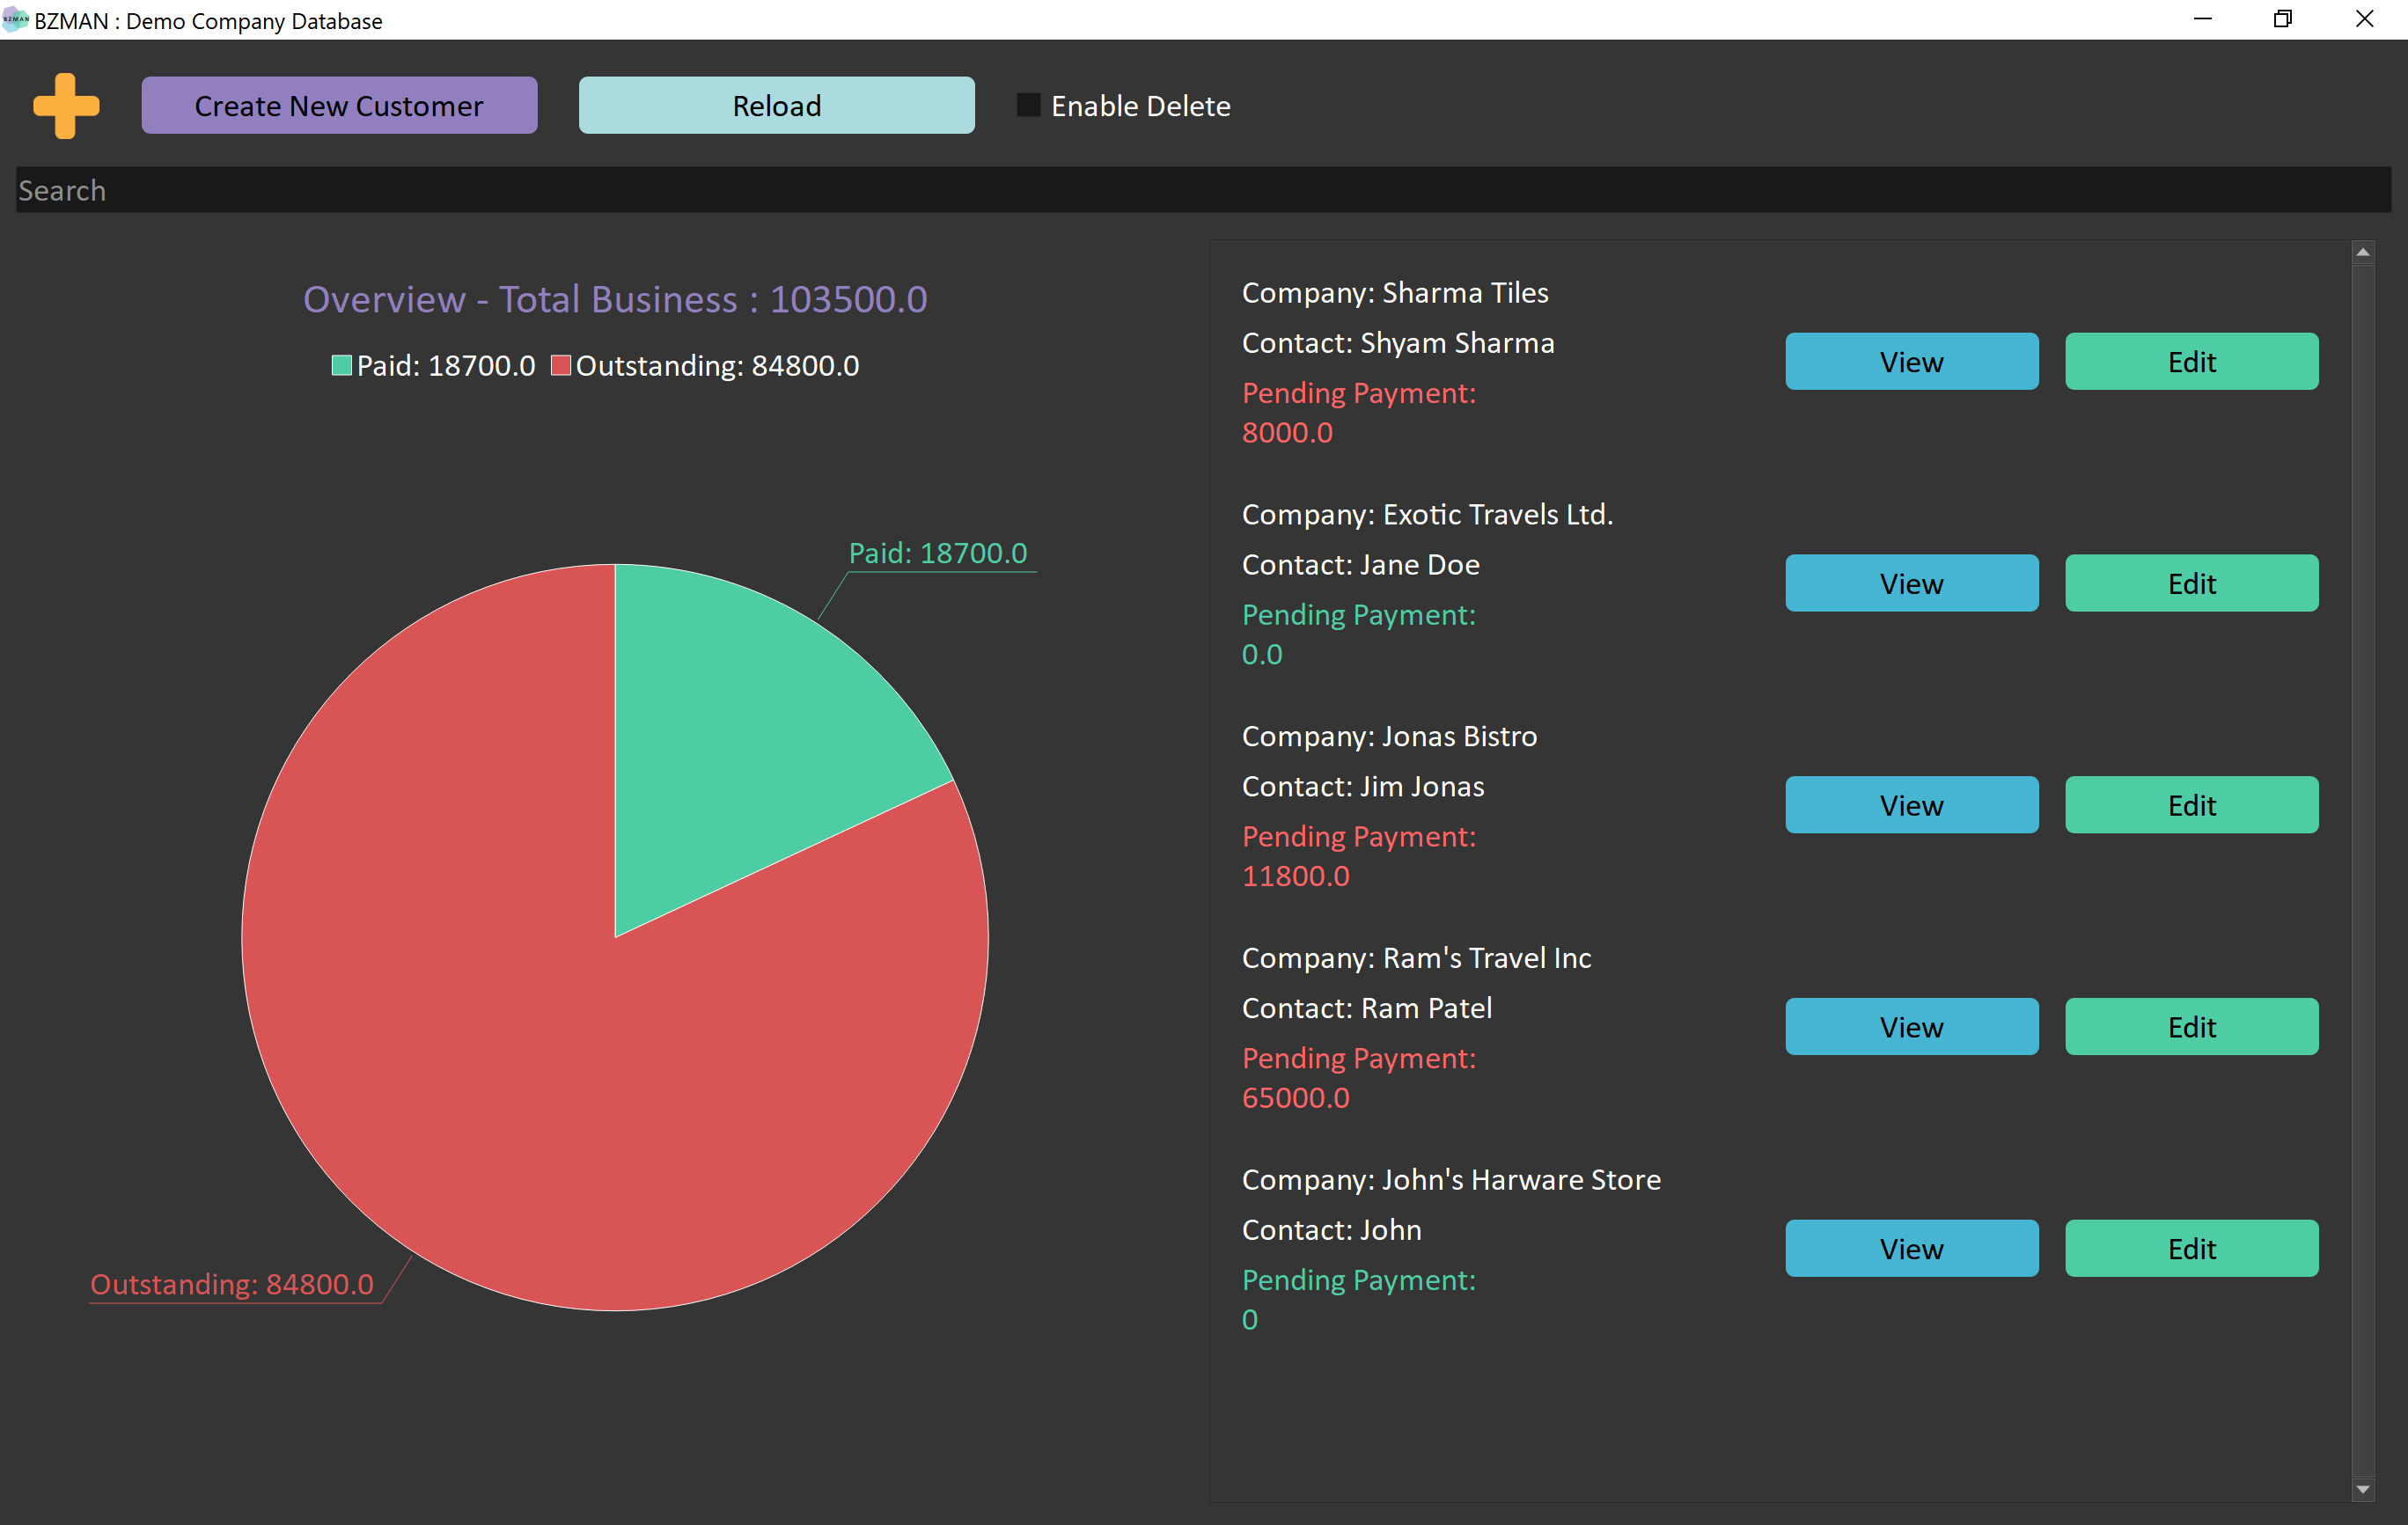 BZMAN
BZMAN : Demo Company Database
Create New Customer
Reload
Enable Delete
Search
Overview - Total Business : 103500.0
Paid: 18700.0 Outstanding: 84800.0
Paid: 18700.0
Outstanding: 84800.0
Company: Sharma Tiles
Contact: Shyam Sharma
Pending Payment:
8000.0
View
Edit
Company: Exotic Travels Ltd.
Contact: Jane Doe
Pending Payment:
0.0
View
Edit
Company: Jonas Bistro
Contact: Jim Jonas
Pending Payment:
11800.0
View
Edit
Company: Ram's Travel Inc
Contact: Ram Patel
Pending Payment:
65000.0
View
Edit
Company: John's Harware Store
Contact: John
Pending Payment:
0
View
Edit